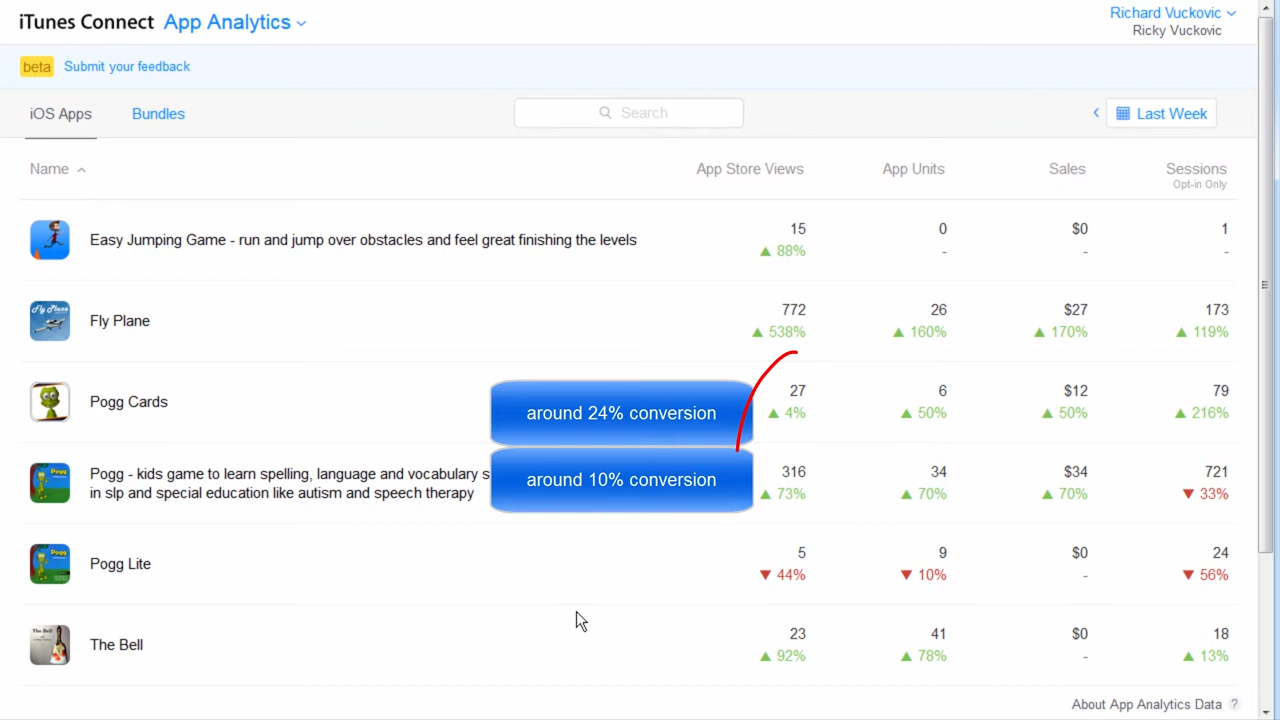 iTunes Connect App Analytics
Richard Vuckovic
Ricky Vuckovic
beta Submit your feedback
iOS Apps Bundles Search Last Week
Name App Store Views App Units Sales Sessions
Opt-in Only
Easy Jumping Game - run and jump over obstacles and feel great finishing the levels 15 0 $0 1
▲ 88% - - -
Fly Plane
Fly Plane 772 26 $27 173
▲ 538% ▲ 160% ▲ 170% ▲ 119%
Pogg Cards 27 6 $12 79
▲ 4% ▲ 50% ▲ 50% ▲ 216%
around 24% conversion
Pogg
Pogg - kids game to learn spelling, language and vocabulary s 316 34 $34 721
in slp and special education like autism and speech therapy ▲ 73% ▲ 70% ▲ 70% ▼ 33%
around 10% conversion
Pogg
Pogg Lite 5 9 $0 24
▼ 44% ▼ 10% - ▼ 56%
The Bell
The Bell 23 41 $0 18
▲ 92% ▲ 78% - ▲ 13%
About App Analytics Data ?